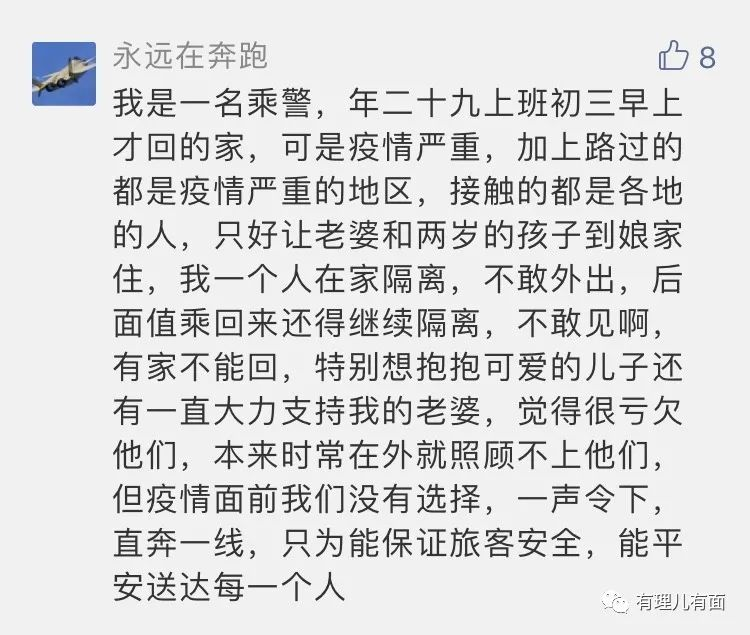 永远在奔跑
8
我是一名乘警，年二十九上班初三早上
才回的家，可是疫情严重，加上路过的
都是疫情严重的地区，接触的都是各地
的人，只好让老婆和两岁的孩子到娘家
住，我一个人在家隔离，不敢外出，后
面值乘回来还得继续隔离，不敢见啊，
有家不能回，特别想抱抱可爱的儿子还
有一直大力支持我的老婆，觉得很亏欠
他们，本来时常在外就照顾不上他们，
但疫情面前我们没有选择，一声令下，
直奔一线，只为能保证旅客安全，能平
安送达每一个人
有理儿有面